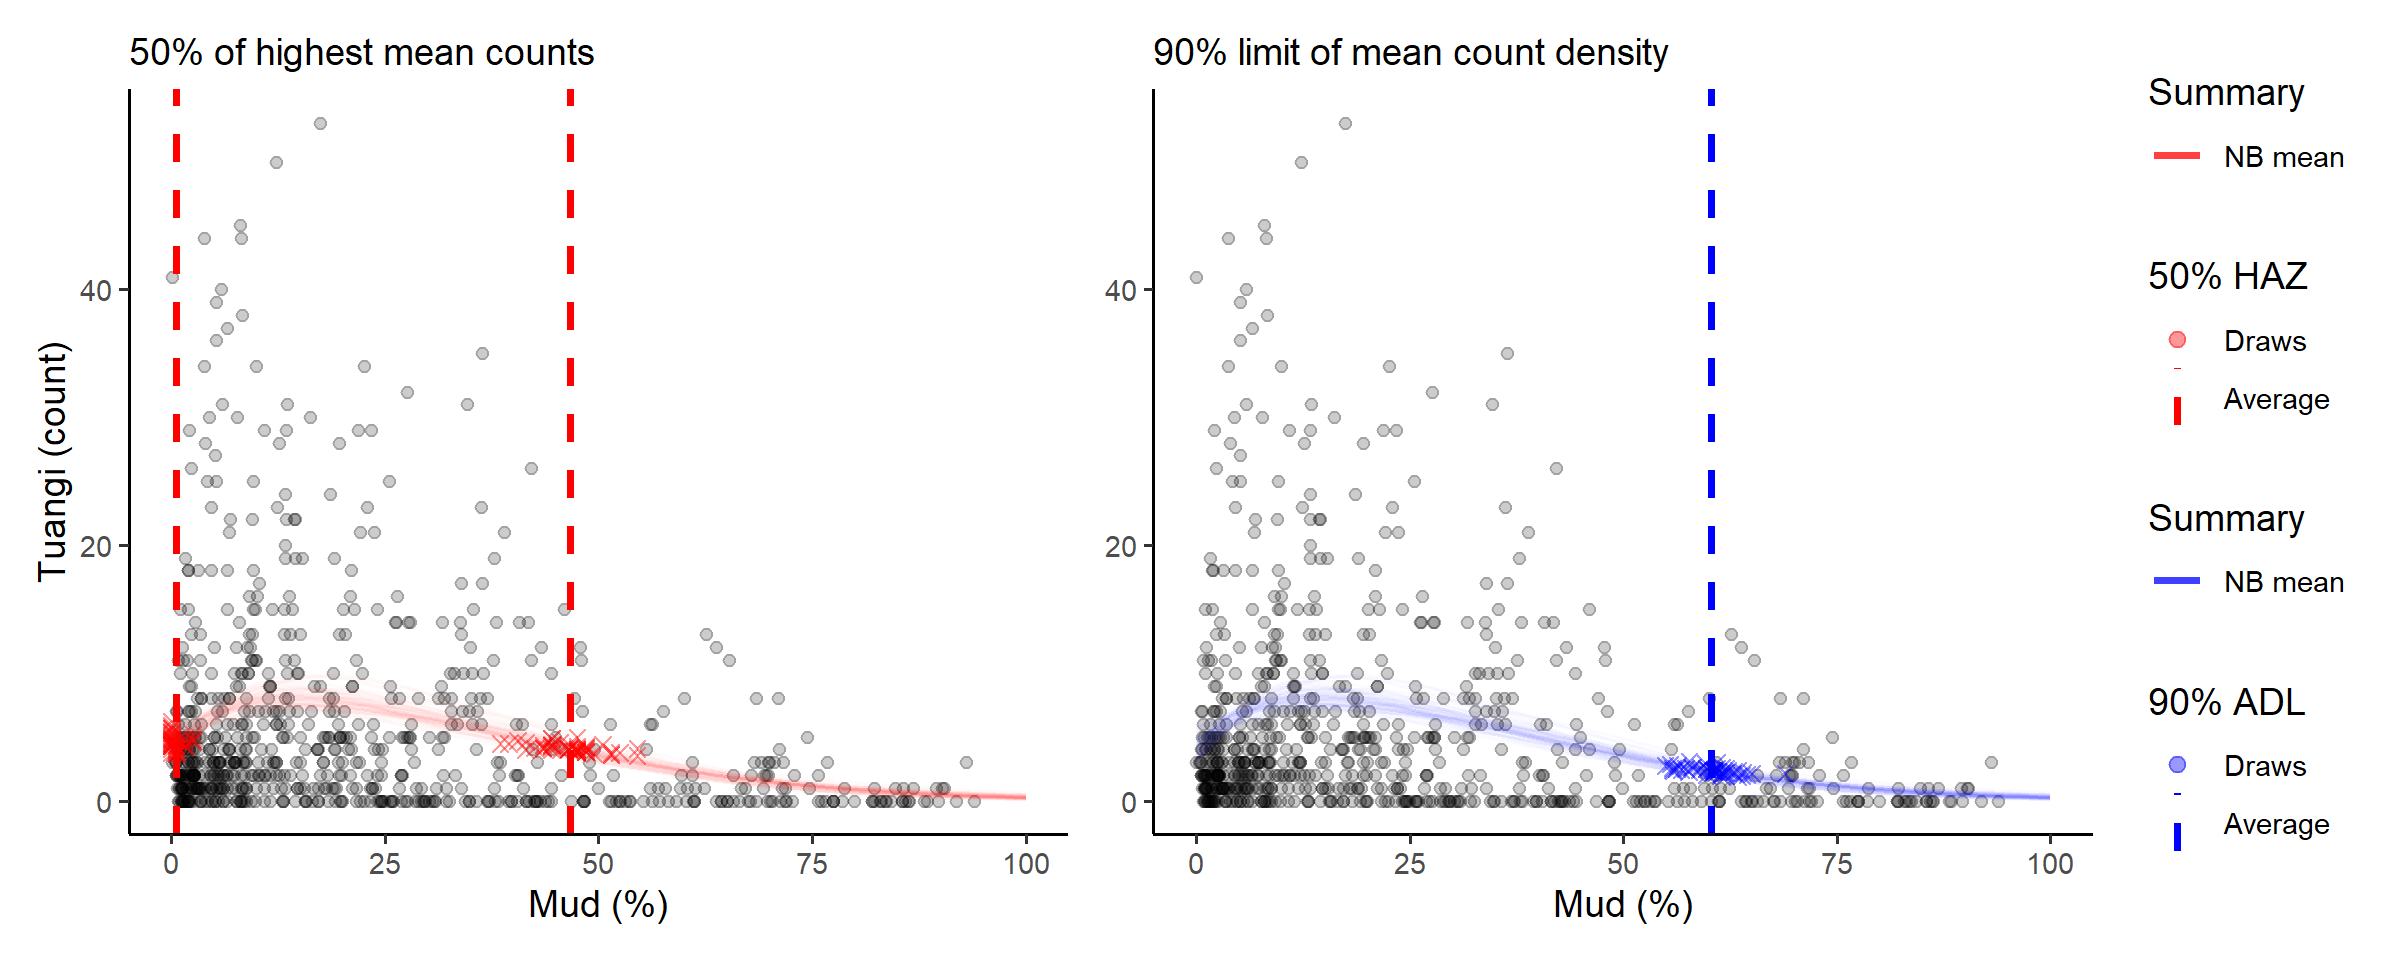 50% of highest mean counts
Tuangi (count)
40
20
0
0 25 50 75 100
Mud (%)
90% limit of mean count density
40
20
0
0 25 50 75 100
Mud (%)
Summary
NB mean
50% HAZ
Draws
Average
Summary
NB mean
90% ADL
Draws
Average